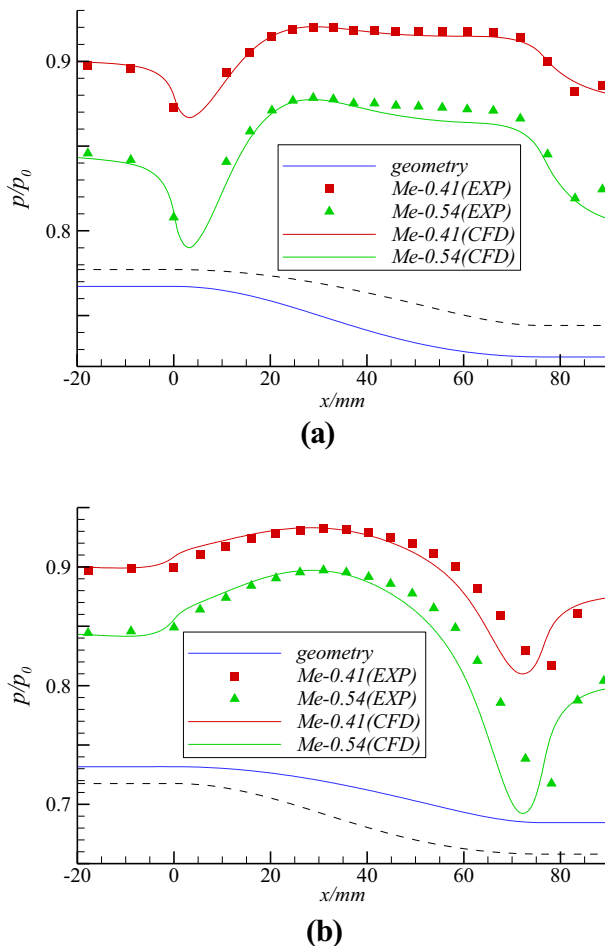 0.9
0.8
p/p0
geometry
Me-0.41(EXP)
Me-0.54(EXP)
Me-0.41(CFD)
Me-0.54(CFD)
-20 0 20 40 60 80
x/mm
(a)
0.9
0.8
0.7
p/p0
geometry
Me-0.41(EXP)
Me-0.54(EXP)
Me-0.41(CFD)
Me-0.54(CFD)
-20 0 20 40 60 80
x/mm
(b)